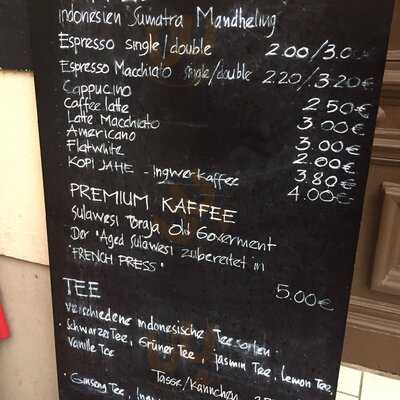 indonesien Sumatra Mandheling
Espresso single/double 2.00/3.00
Espresso Macchiato single/double 2.20/3.20€
Cappucino 2.50€
Caffee latte 3.00€
Latte Macchiato 3.00€
Americano 2.00€
Flatwhite 3.80€
KOPI JAHE - Ingwerkaffee 4.00€
PREMIUM KAFFEE
Sulawesi Toraja Old Goverment
Der "Aged Sulawesi zubereitet in
"FRENCH PRESS"
5.00€
TEE
Verschiedene Indonesische Teesorten:
Schwarzer Tee, Grüner Tee, Jasmin Tee, Lemon Tee,
Vanille Tee
Tasse/Kännchen
Ginseng Tee,